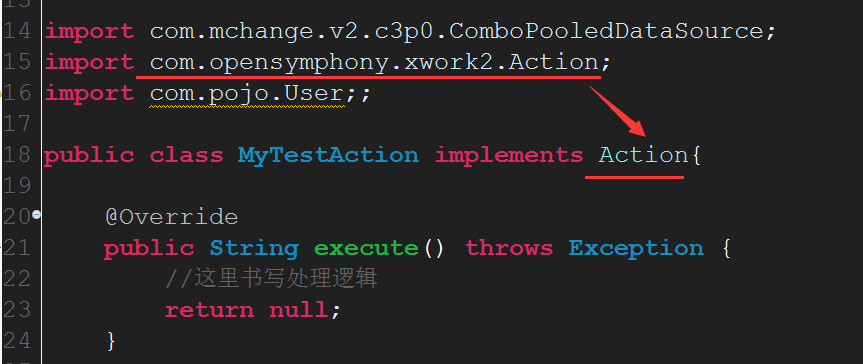 14 import com.mchange.v2.c3p0.ComboPooledDataSource;
15 import com.opensymphony.xwork2.Action;
16 import com.pojo.User;;
17
18 public class MyTestAction implements Action{
19
20 @Override
21 public String execute() throws Exception {
22 //这里书写处理逻辑
23 return null;
24 }